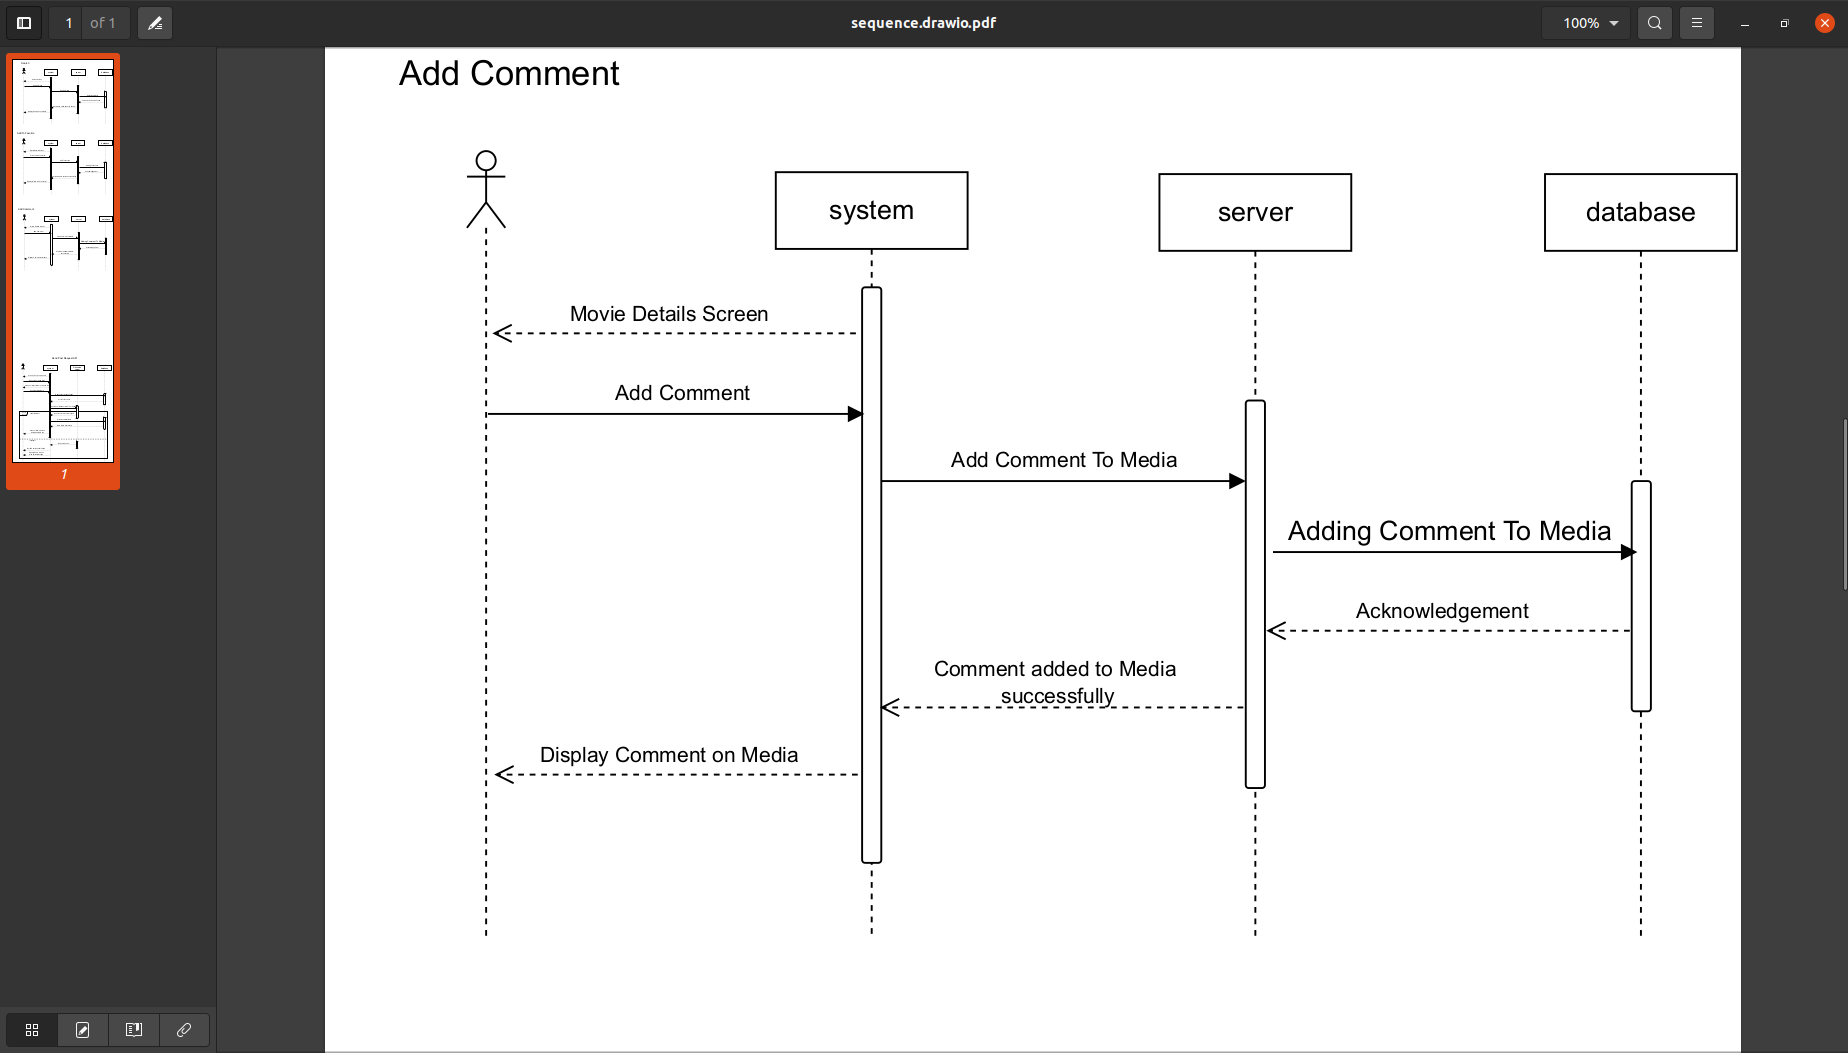 1
of 1
sequence.drawio.pdf
100%
1
Add Comment
system
server
database
Movie Details Screen
Add Comment
Add Comment To Media
Adding Comment To Media
Acknowledgement
Comment added to Media
successfully
Display Comment on Media